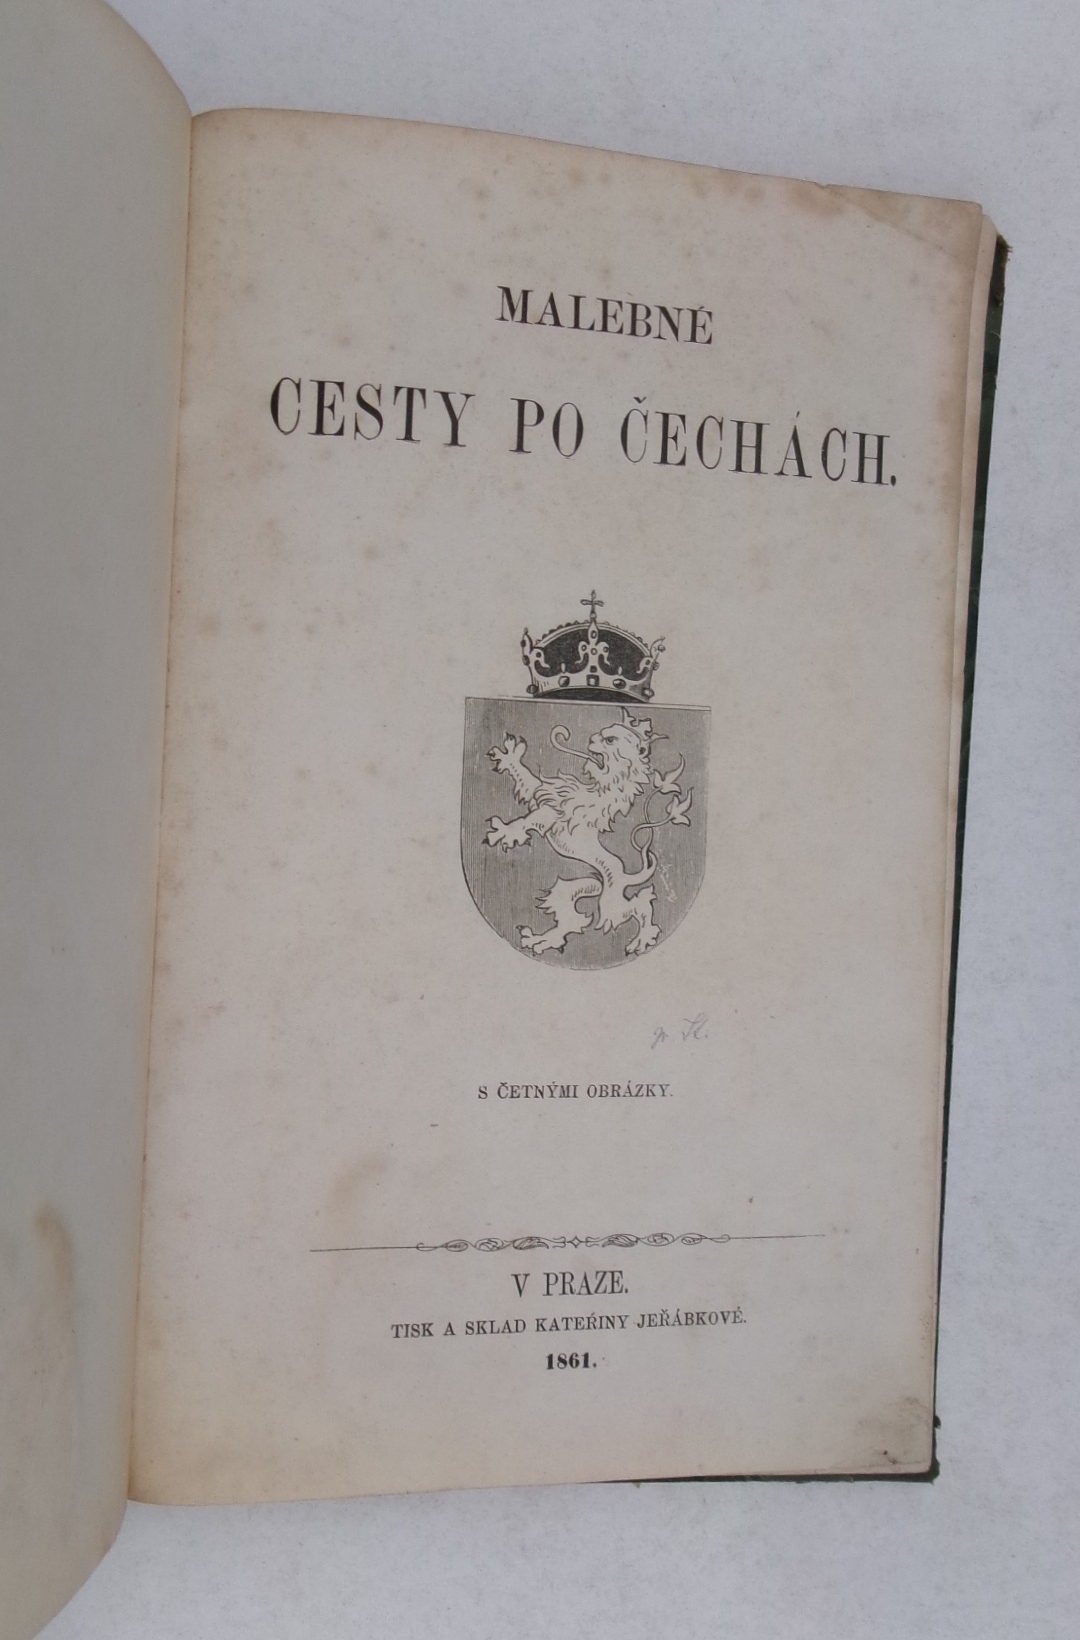 MALEBNÉ
CESTY PO ČECHÁCH.
S ČETNÝMI OBRÁZKY.
V PRAZE.
TISK A SKLAD KATEŘINY JEŘÁBKOVÉ.
1861.